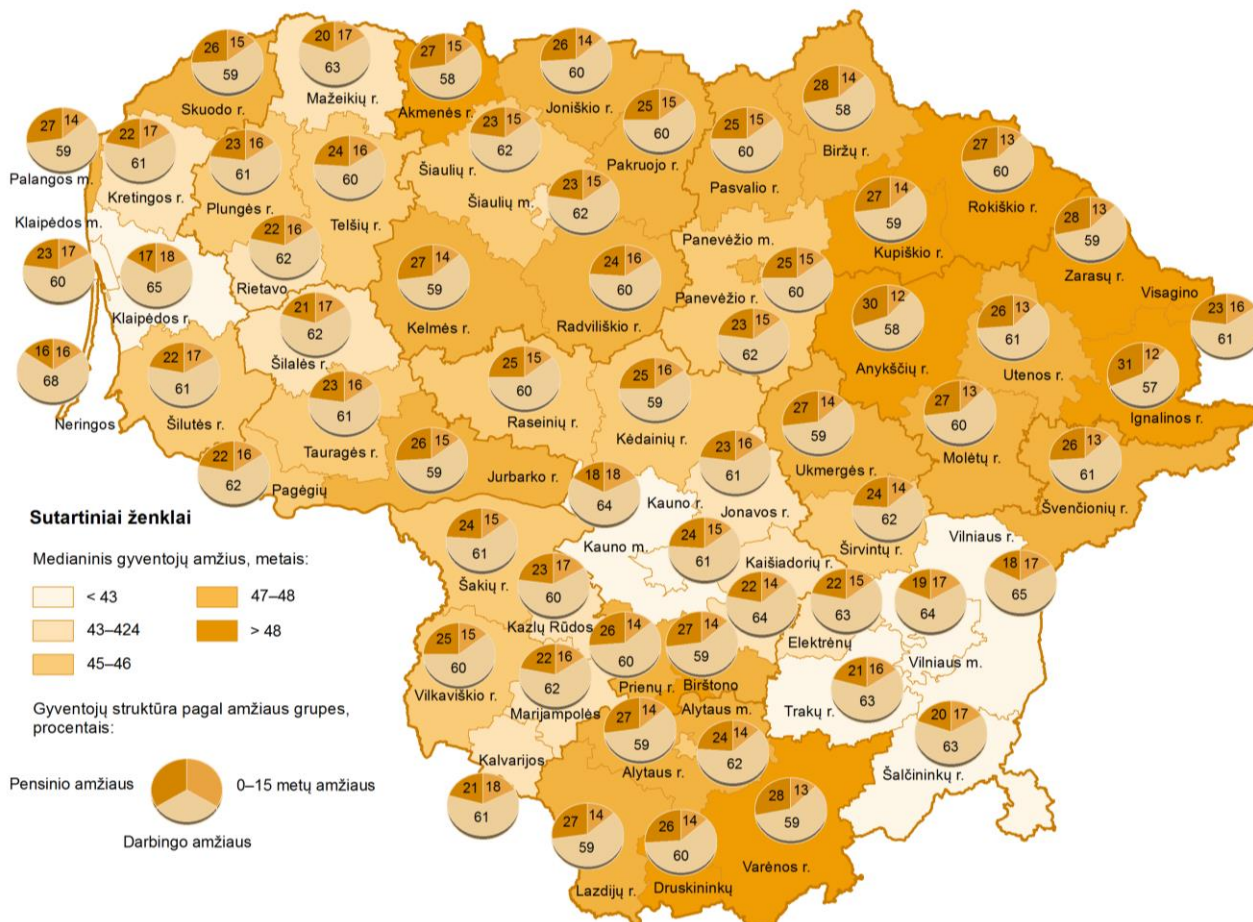 26 15
59
Skuodo r.
20 17
63
Mažeikių r.
27 15
58
Akmenės r.
26 14
60
Joniškio r.
25 15
60
Pakruojo r.
25 15
60
Pasvalio r.
28 14
58
Biržų r.
27 13
60
Rokiškio r.
27 14
59
Palangos m.
22 17
61
Kretingos r.
23 16
61
Plungės r.
24 16
60
Telšių r.
23 15
62
Šiaulių r.
23 15
62
Šiaulių m.
27 14
59
Kupiškio r.
28 13
59
Zarasų r.
Klaipėdos m.
23 17
60
17 18
65
Klaipėdos r.
22 16
62
Rietavo
27 14
59
Kelmės r.
24 16
60
Radviliškio r.
Panevėžio m.
25 15
60
Panevėžio r.
23 15
62
30 12
58
Anykščių r.
26 13
61
Utenos r.
Visagino
23 16
61
31 12
57
Ignalinos r.
21 17
62
Šilalės r.
16 16
68
Neringos
22 17
61
Šilutės r.
23 16
61
Tauragės r.
25 15
60
Raseinių r.
25 16
59
Kėdainių r.
27 14
59
Ukmergės r.
27 13
60
Molėtų r.
26 13
61
Švenčionių r.
22 16
62
Pagėgių
26 15
59
Jurbarko r.
18 18
64
Kauno r.
23 16
61
Jonavos r.
24 14
62
Širvintų r.
Vilniaus r.
18 17
65
24 15
61
Šakių r.
Kauno m.
24 15
61
Kaišiadorių r.
22 14
64
22 15
63
Elektrėnų
19 17
64
Vilniaus m.
23 17
60
Kazlų Rūdos
25 15
60
Vilkaviškio r.
22 16
62
Marijampolės
26 14
60
Prienų r.
27 14
59
Birštono
21 16
63
Trakų r.
20 17
63
Šalčininkų r.
Kalvarijos
21 18
61
27 14
59
Alytaus r.
Alytaus m.
24 14
62
27 14
59
Lazdijų r.
26 14
60
Druskininkų
28 13
59
Varėnos r.
Sutartiniai ženklai
Medianinis gyventojų amžius, metais:
< 43
43–424
45–46
47–48
> 48
Gyventojų struktūra pagal amžiaus grupes,
procentais:
Pensinio amžiaus
0–15 metų amžiaus
Darbingo amžiaus